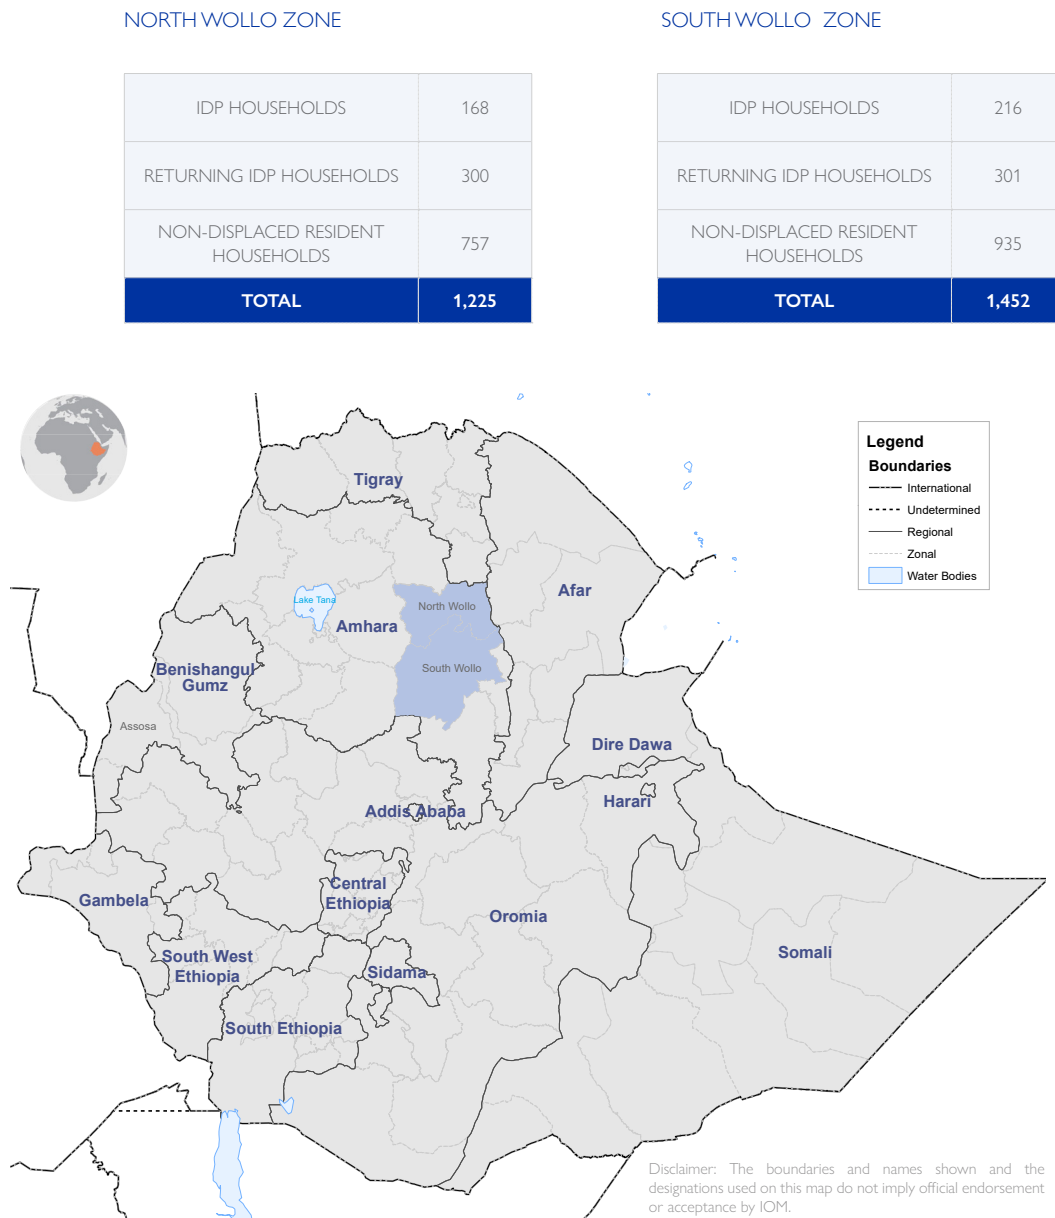 NORTH WOLLO ZONE
SOUTH WOLLO ZONE
IDP HOUSEHOLDS 168
RETURNING IDP HOUSEHOLDS 300
NON-DISPLACED RESIDENT
HOUSEHOLDS
757
TOTAL 1,225
IDP HOUSEHOLDS 216
RETURNING IDP HOUSEHOLDS 301
NON-DISPLACED RESIDENT
HOUSEHOLDS
935
TOTAL 1,452
Legend
Boundaries
International
Undetermined
Regional
Zonal
Water Bodies
Tigray
Afar
Lake Tana
North Wollo
Amhara
South Wollo
Benishangul
Gumz
Assosa
Dire Dawa
Harari
Addis Ababa
Central
Ethiopia
Gambela
Oromia
South West
Ethiopia
Sidama
Somali
South Ethiopia
Disclaimer: The boundaries and names shown and the
designations used on this map do not imply official endorsement
or acceptance by IOM.